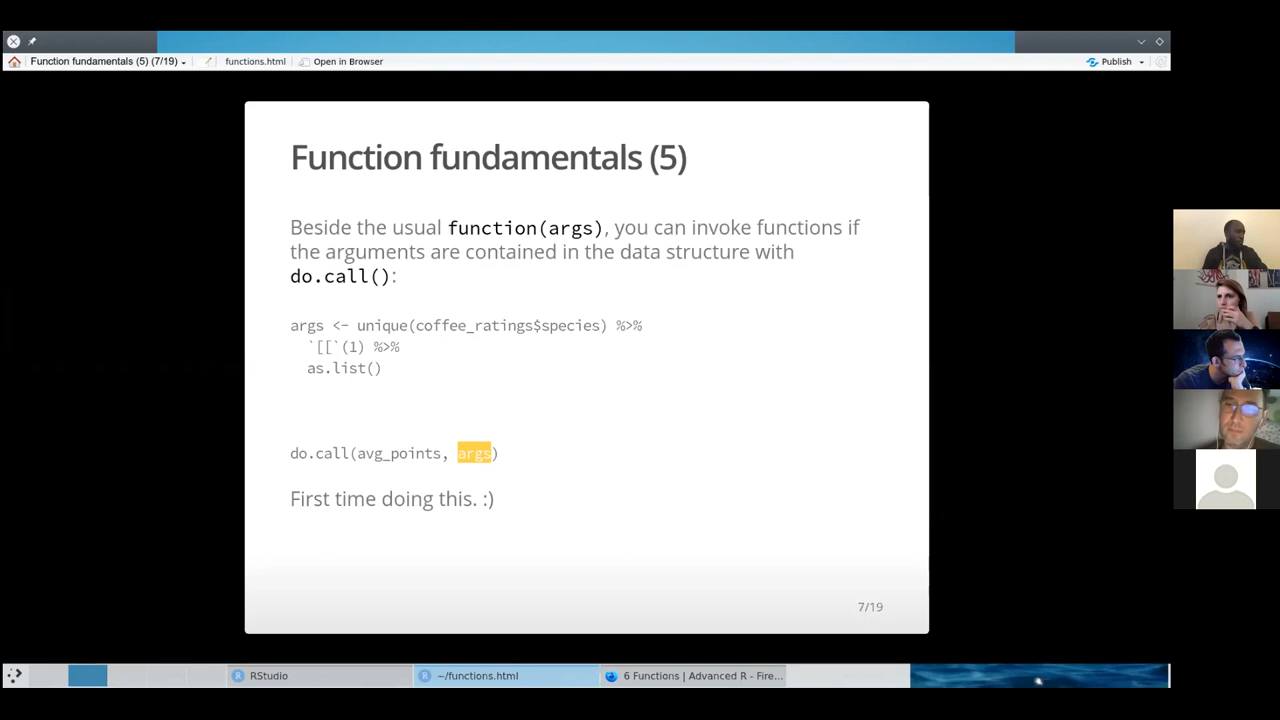 Function fundamentals (5) (7/19)
functions.html
Open in Browser
Publish
Function fundamentals (5)
Beside the usual function(args), you can invoke functions if
the arguments are contained in the data structure with
do.call():
args <- unique(coffee_ratings$species) %>%
`[[`(1) %>%
as.list()
do.call(avg_points, args)
First time doing this. :)
7/19
RStudio
~/functions.html
6 Functions | Advanced R - Fire...